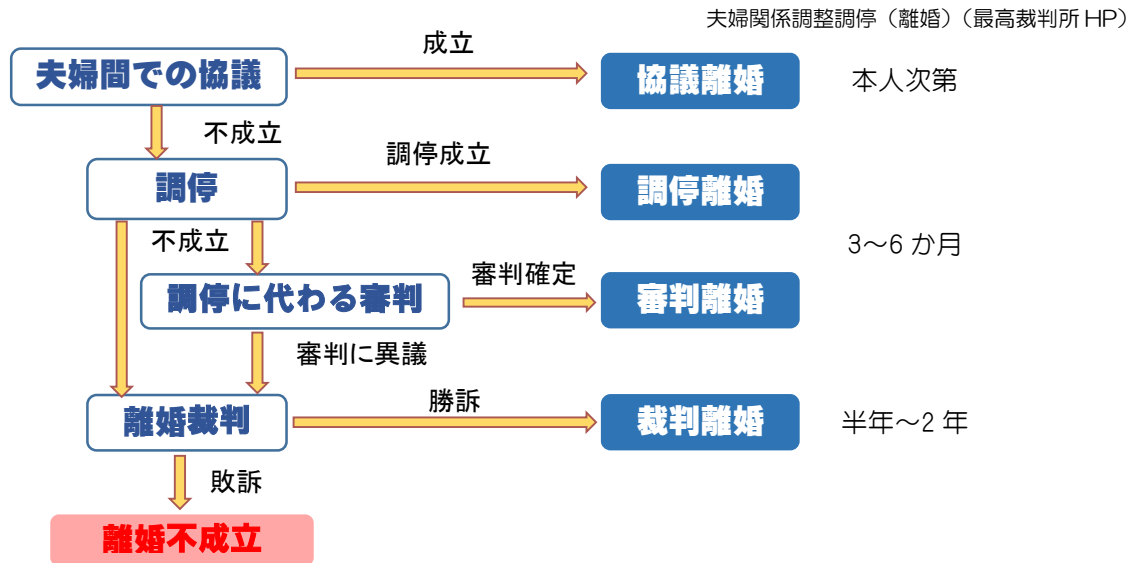 夫婦関係調整調停（離婚）（最高裁判所HP）
成立
夫婦間での協議
協議離婚
本人次第
不成立
調停成立
調停
調停離婚
不成立
3～6か月
審判確定
調停に代わる審判
審判離婚
審判に異議
勝訴
離婚裁判
裁判離婚
半年～2年
敗訴
離婚不成立